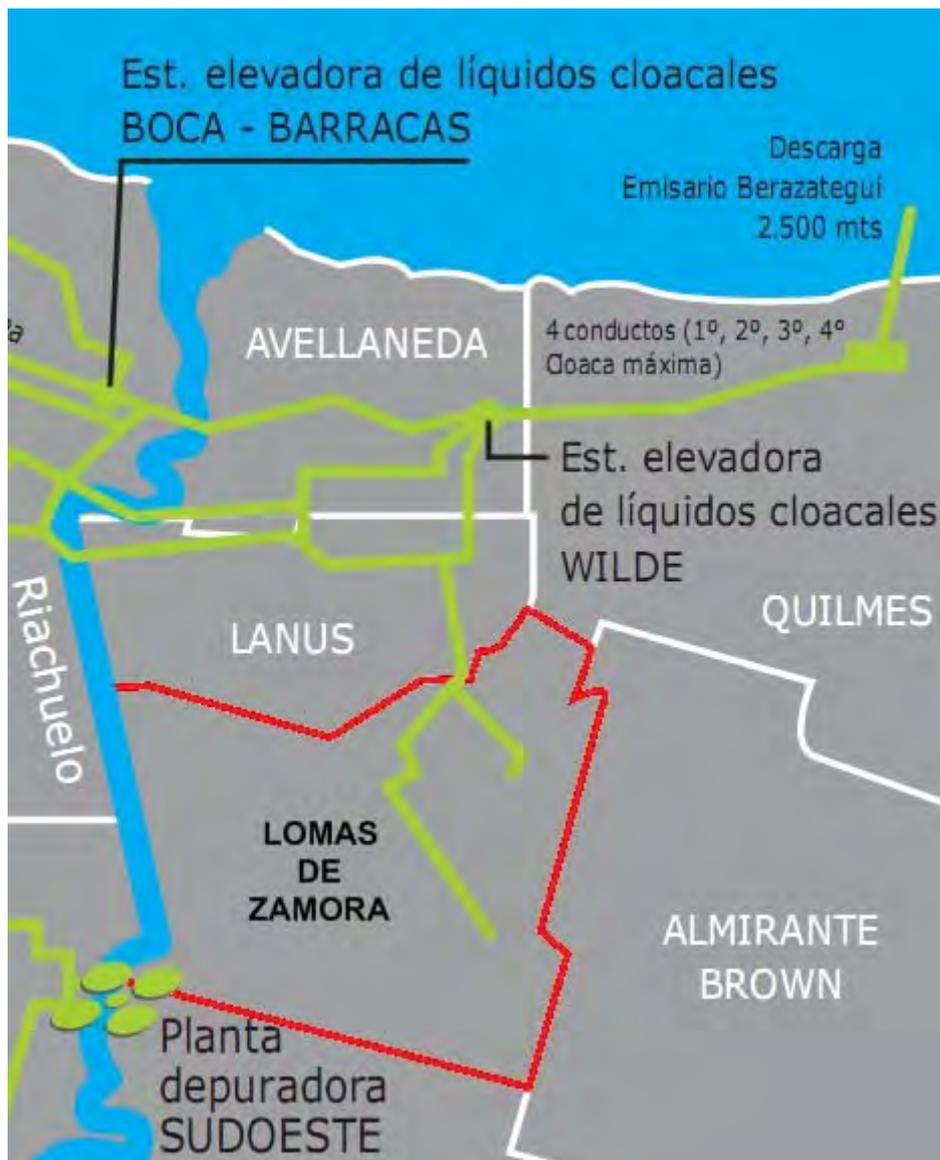 Est. elevadora de líquidos cloacales
BOCA - BARRACAS
Descarga
Emisario Berazategui
2.500 mts
AVELLANEDA
4 conductos (1º, 2º, 3º, 4º
Cloaca máxima)
Est. elevadora
de líquidos cloacales
WILDE
QUILMES
LANUS
Riachuelo
LOMAS
DE
ZAMORA
ALMIRANTE
BROWN
Planta
depuradora
SUDOESTE